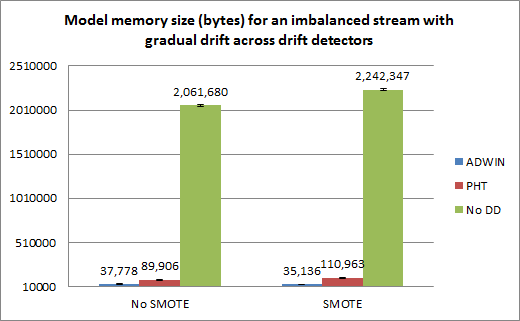 Model memory size (bytes) for an imbalanced stream with
gradual drift across drift detectors
2510000
2010000
1510000
1010000
510000
10000
37,778
89,906
2,061,680
35,136
110,963
2,242,347
No SMOTE
SMOTE
ADWIN
PHT
No DD